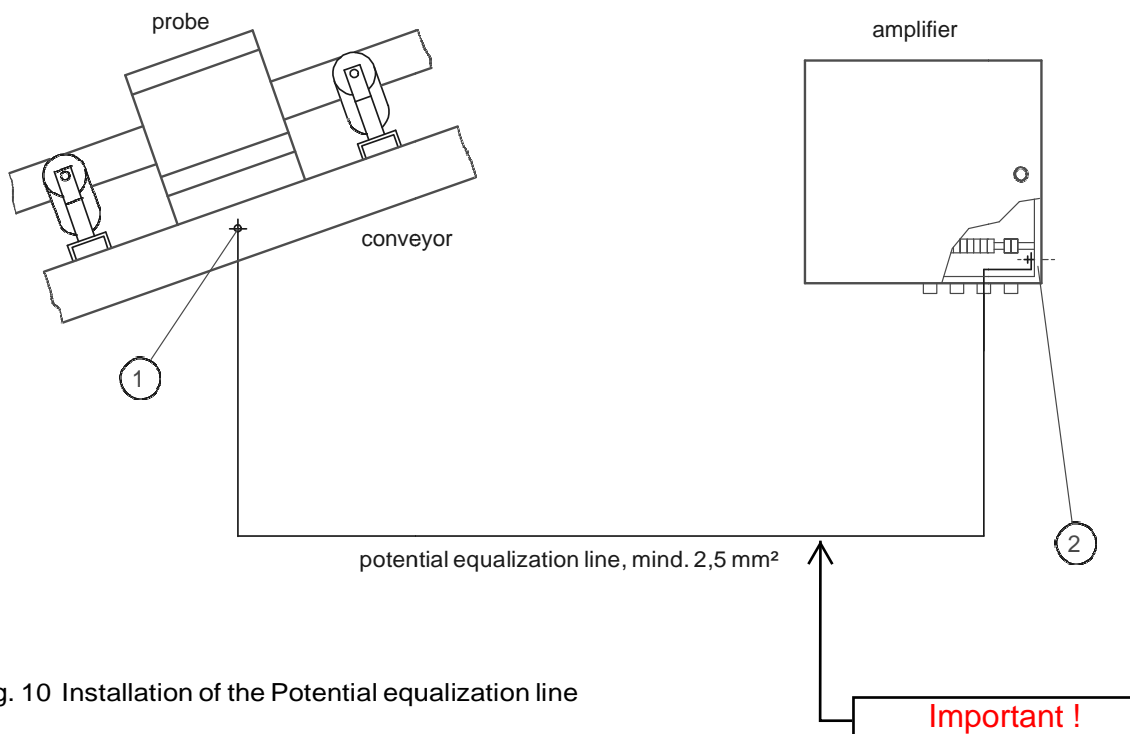 probe
amplifier
conveyor
1
2
potential equalization line, mind. 2,5 mm²
g. 10 Installation of the Potential equalization line
Important !